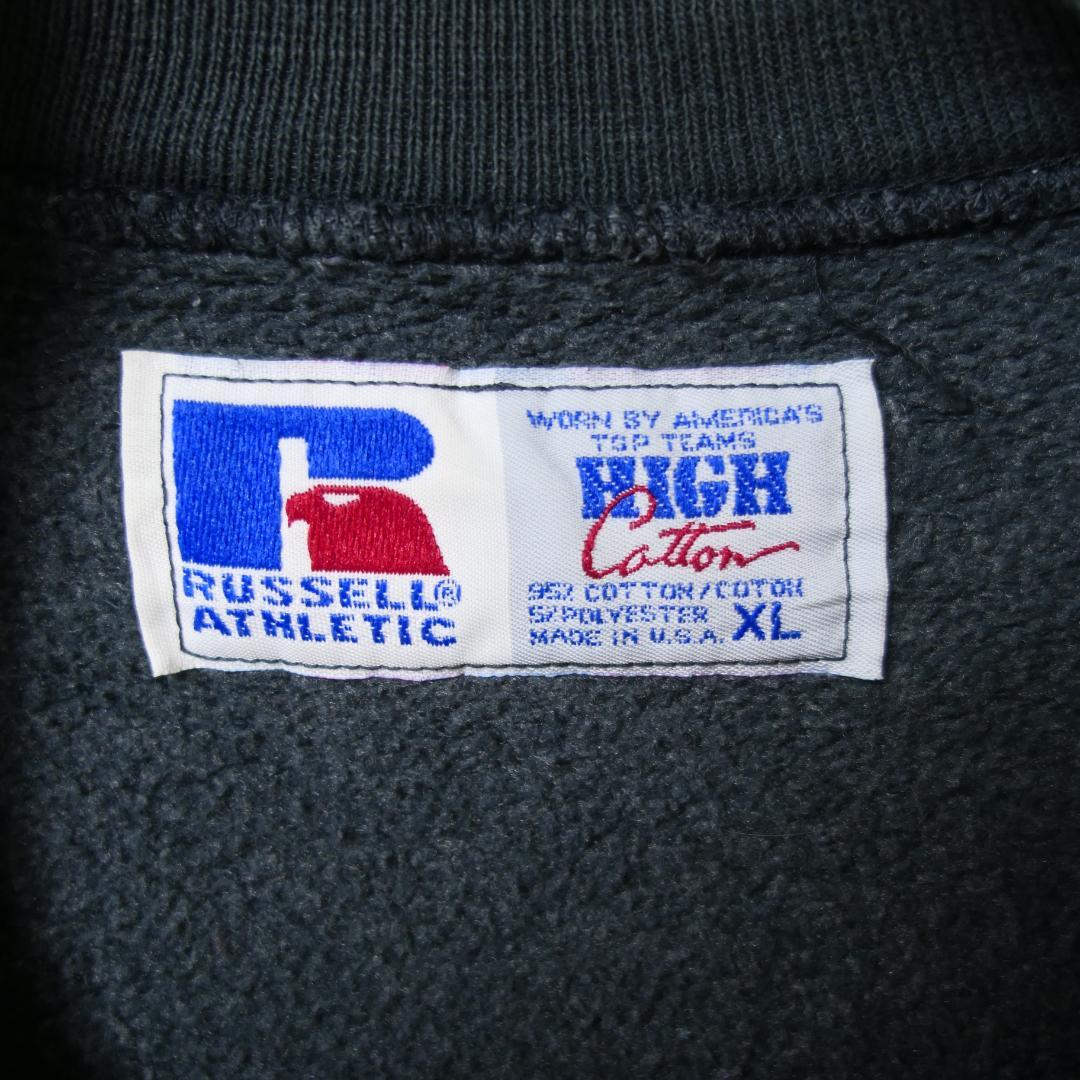 RUSSELL®
ATHLETIC
WORN BY AMERICA'S
TOP TEAMS
HIGH
Cotton
95% COTTON/COTON
5% POLYESTER
MADE IN U.S.A. XL